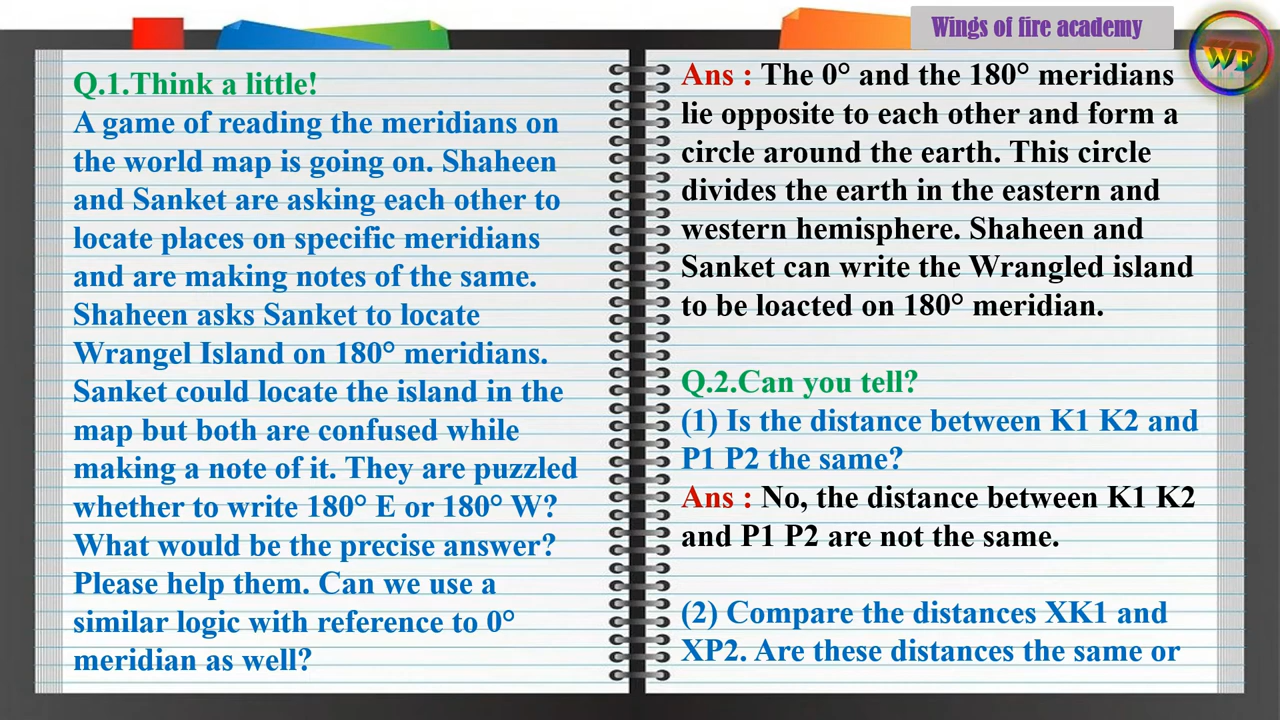 Wings of fire academy
WF
Q.1.Think a little!
A game of reading the meridians on
the world map is going on. Shaheen
and Sanket are asking each other to
locate places on specific meridians
and are making notes of the same.
Shaheen asks Sanket to locate
Wrangel Island on 180° meridians.
Sanket could locate the island in the
map but both are confused while
making a note of it. They are puzzled
whether to write 180° E or 180° W?
What would be the precise answer?
Please help them. Can we use a
similar logic with reference to 0°
meridian as well?
Ans : The 0° and the 180° meridians
lie opposite to each other and form a
circle around the earth. This circle
divides the earth in the eastern and
western hemisphere. Shaheen and
Sanket can write the Wrangled island
to be loacted on 180° meridian.
Q.2.Can you tell?
(1) Is the distance between K1 K2 and
P1 P2 the same?
Ans : No, the distance between K1 K2
and P1 P2 are not the same.
(2) Compare the distances XK1 and
XP2. Are these distances the same or